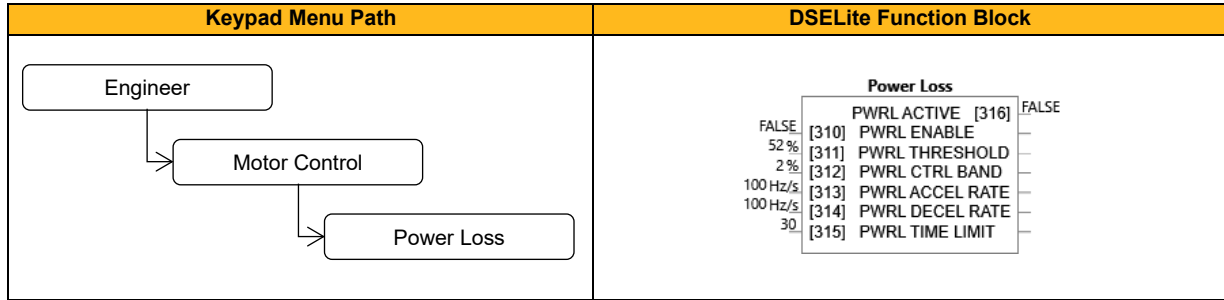 Keypad Menu Path
DSELite Function Block
Engineer
Motor Control
Power Loss
Power Loss
PWRL ACTIVE [316] FALSE
FALSE [310] PWRL ENABLE
52 % [311] PWRL THRESHOLD
2 % [312] PWRL CTRL BAND
100 Hz/s [313] PWRL ACCEL RATE
100 Hz/s [314] PWRL DECEL RATE
30 [315] PWRL TIME LIMIT